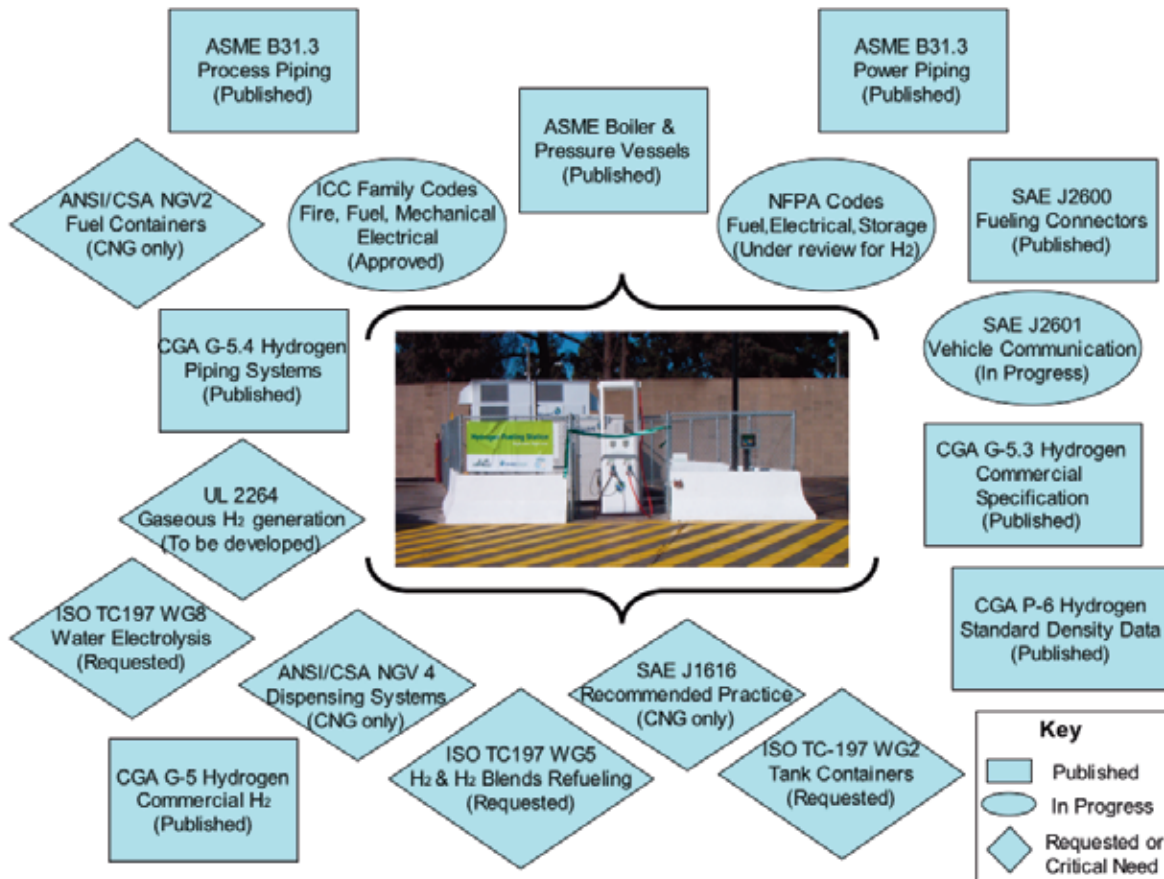 ASME B31.3
Process Piping
(Published)
ASME B31.3
Power Piping
(Published)
ASME Boiler &
Pressure Vessels
(Published)
ANSI/CSA NGV2
Fuel Containers
(CNG only)
ICC Family Codes
Fire, Fuel, Mechanical
Electrical
(Approved)
NFPA Codes
Fuel,Electrical,Storage
(Under review for H2)
SAE J2600
Fueling Connectors
(Published)
CGA G-5.4 Hydrogen
Piping Systems
(Published)
SAE J2601
Vehicle Communication
(In Progress)
Hydrogen Fueling Station
UL 2264
Gaseous H2 generation
(To be developed)
CGA G-5.3 Hydrogen
Commercial
Specification
(Published)
ISO TC197 WG8
Water Electrolysis
(Requested)
CGA P-6 Hydrogen
Standard Density Data
(Published)
ANSI/CSA NGV 4
Dispensing Systems
(CNG only)
SAE J1616
Recommended Practice
(CNG only)
CGA G-5 Hydrogen
Commercial H2
(Published)
ISO TC197 WG5
H2 & H2 Blends Refueling
(Requested)
ISO TC-197 WG2
Tank Containers
(Requested)
Key
Published
In Progress
Requested or
Critical Need